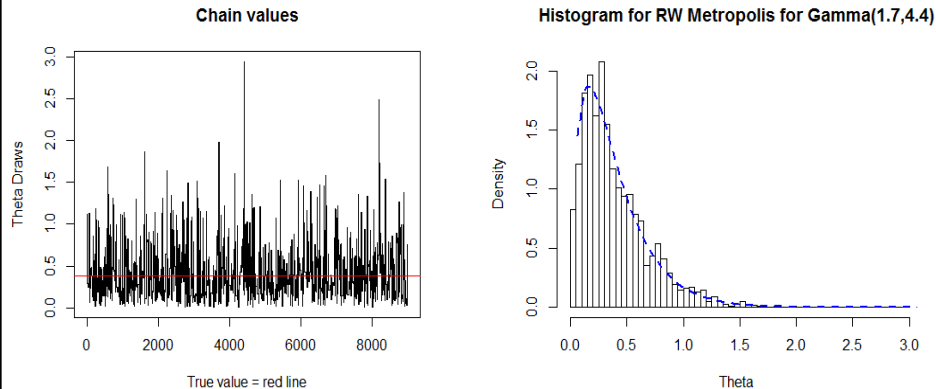 Chain values
Theta Draws
0.0 0.5 1.0 1.5 2.0 2.5 3.0
0 2000 4000 6000 8000
True value = red line
Histogram for RW Metropolis for Gamma(1.7,4.4)
Density
0.0 0.5 1.0 1.5 2.0
0.0 0.5 1.0 1.5 2.0 2.5 3.0
Theta